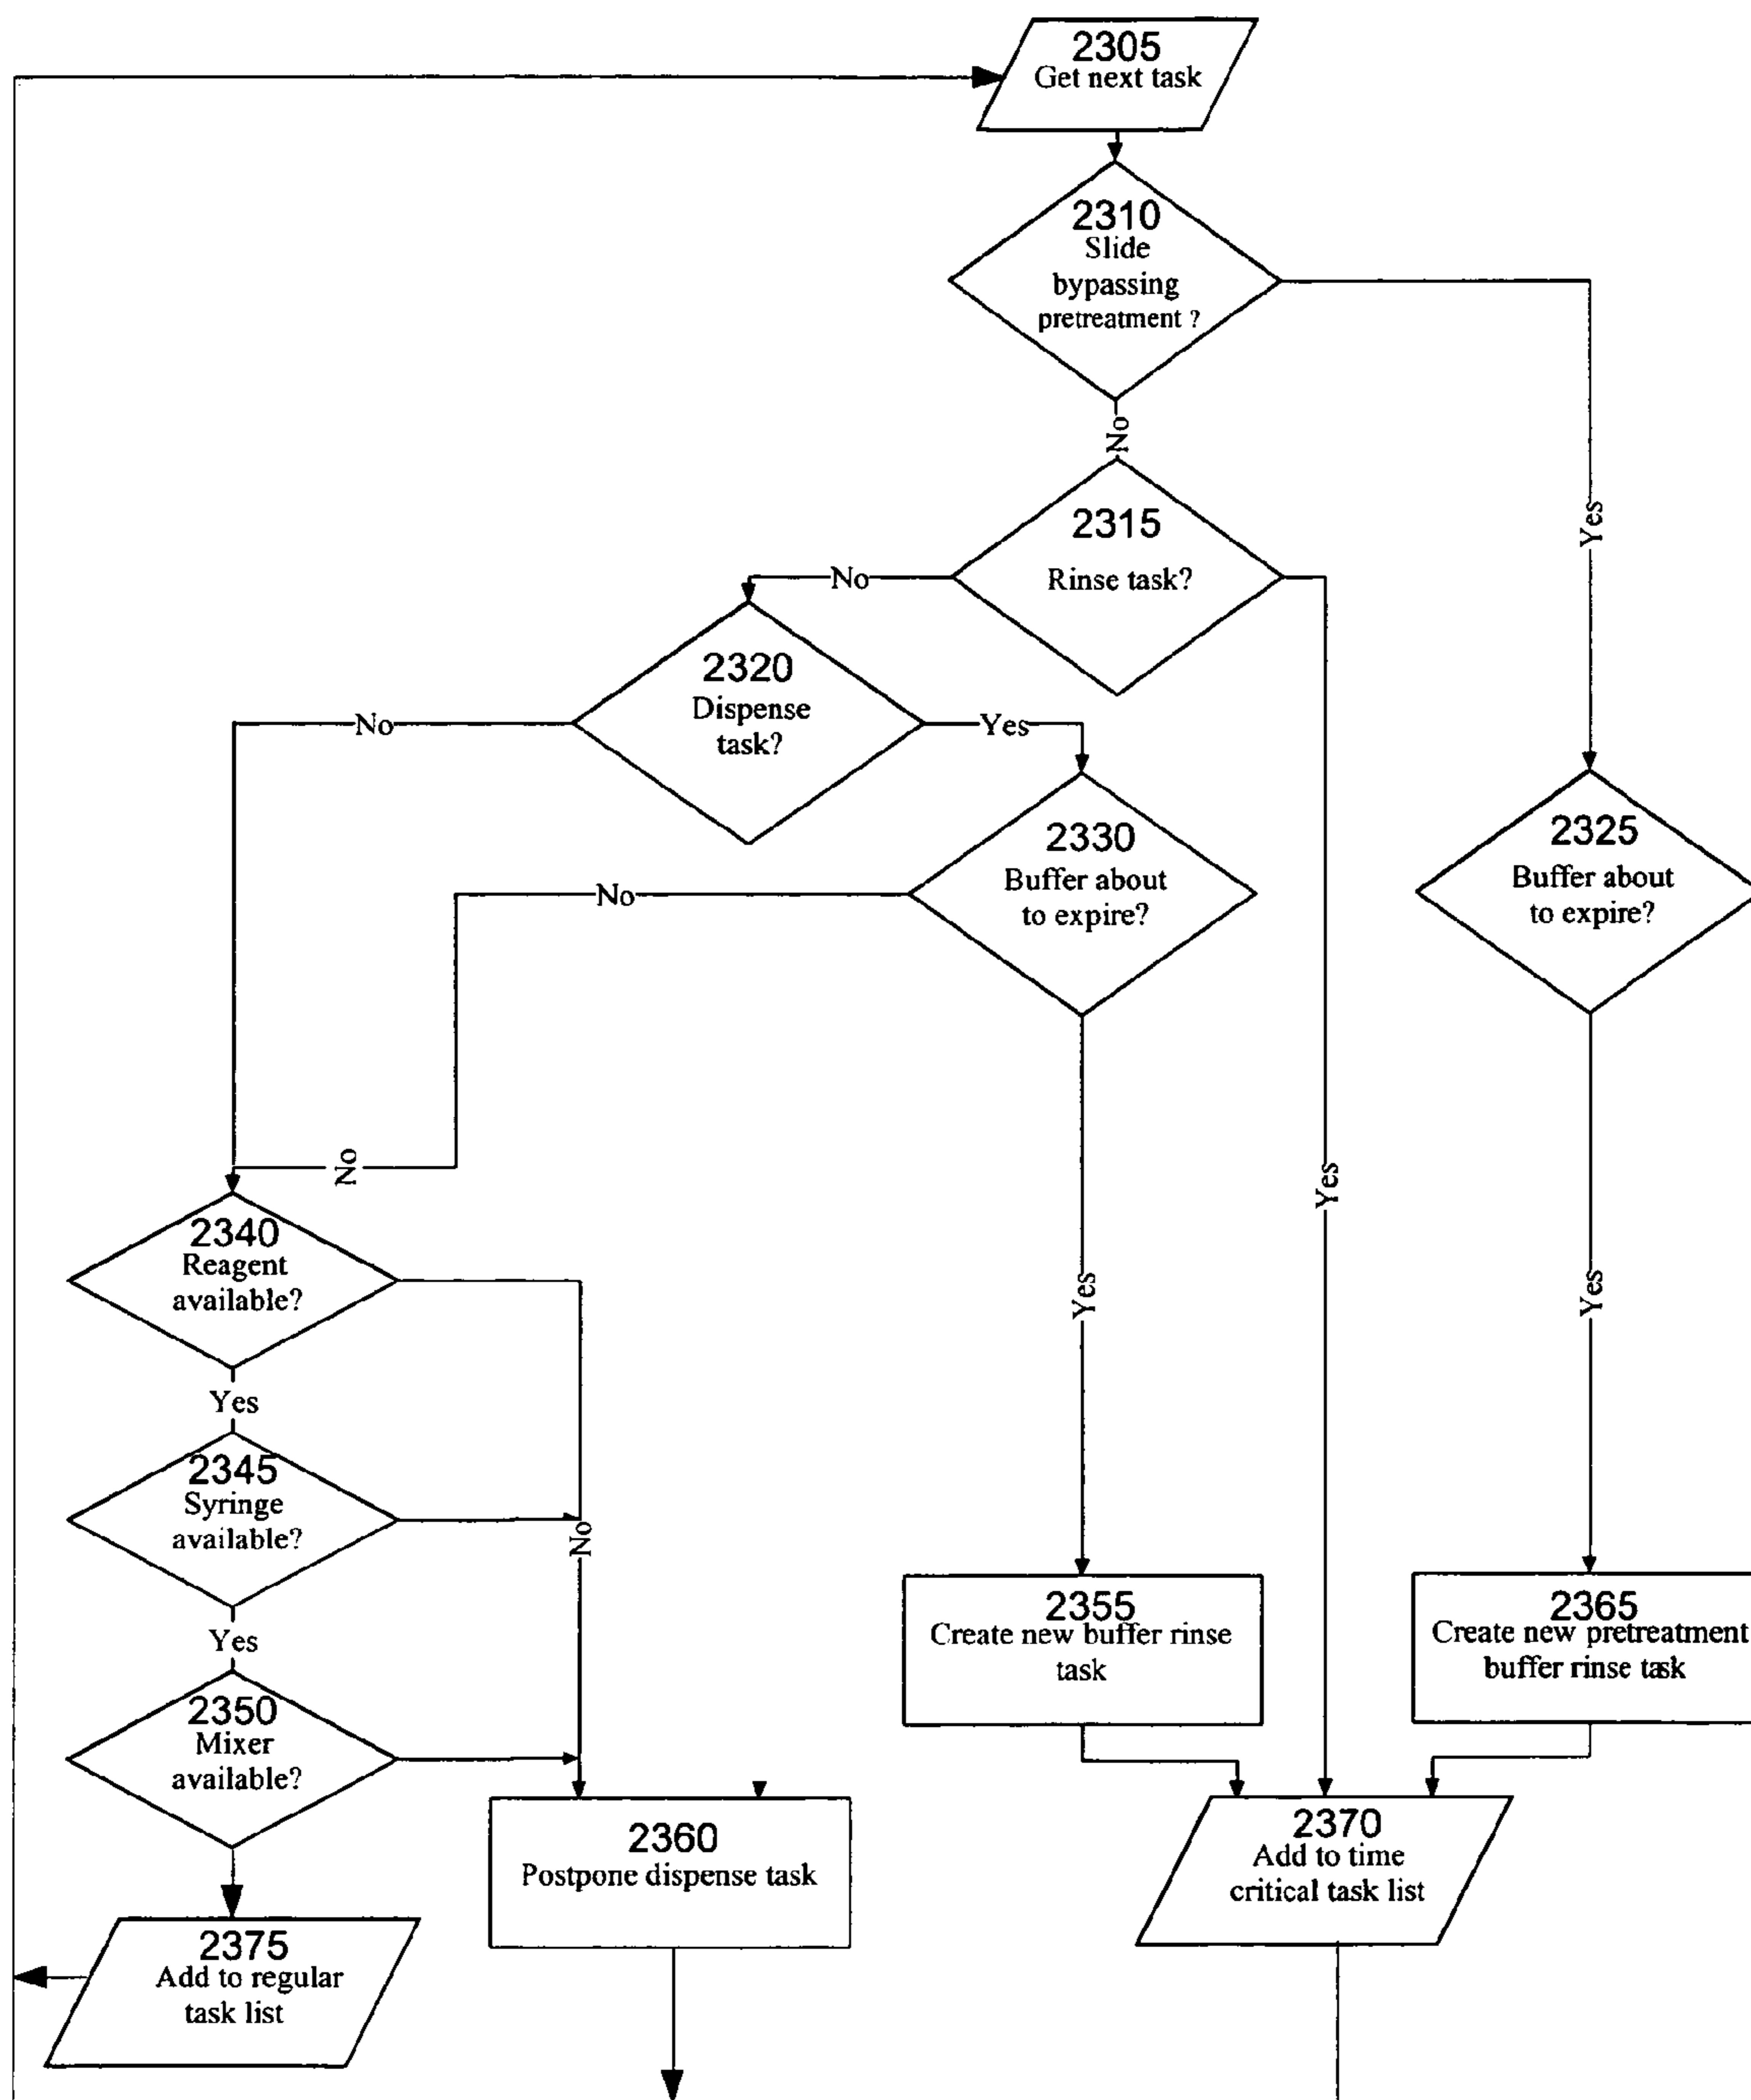 2305
Get next task
2310
Slide
bypassing
pretreatment ?
No
Yes
2315
Rinse task?
No
2320
Dispense
task?
No
Yes
2330
Buffer about
to expire?
2325
Buffer about
to expire?
No
No
Yes
2340
Reagent
available?
Yes
Yes
Yes
2345
Syringe
available?
No
Yes
2355
Create new buffer rinse
task
2365
Create new pretreatment
buffer rinse task
2350
Mixer
available?
2360
Postpone dispense task
2370
Add to time
critical task list
2375
Add to regular
task list